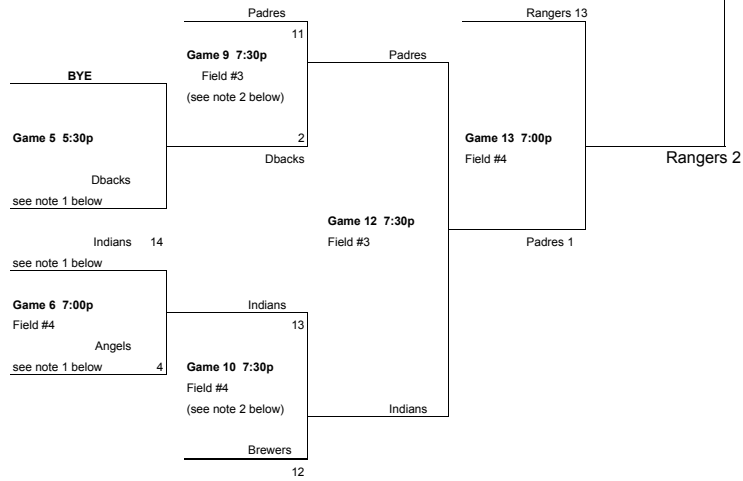 Padres
Rangers 13
11
Game 9 7:30p
Padres
Field #3
BYE
(see note 2 below)
Game 5 5:30p
2
Game 13 7:00p
Dbacks
Field #4
Rangers 2
Dbacks
see note 1 below
Game 12 7:30p
Indians 14
Field #3
Padres 1
see note 1 below
Game 6 7:00p
Indians
Field #4
13
Angels
see note 1 below 4
Game 10 7:30p
Field #4
(see note 2 below)
Indians
Brewers
12